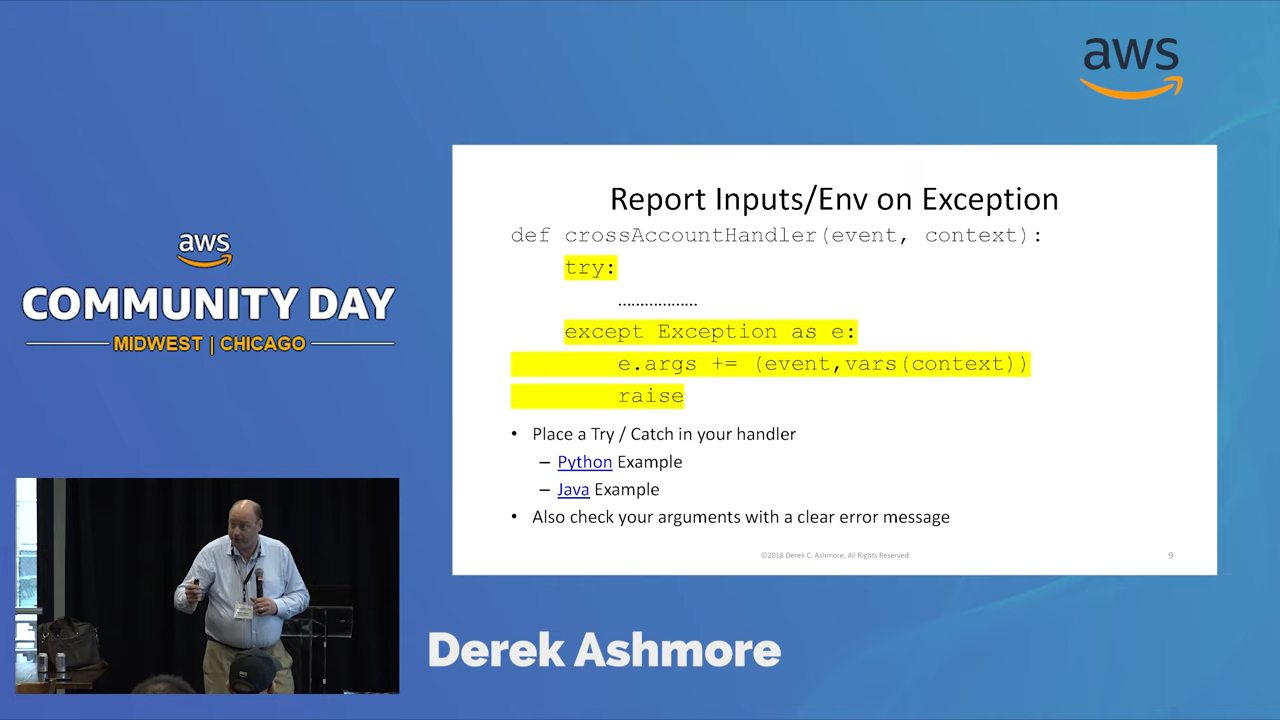 aws
aws
COMMUNITY DAY
MIDWEST | CHICAGO
Report Inputs/Env on Exception
def crossAccountHandler(event, context):
try:
………………
except Exception as e:
e.args += (event,vars(context))
raise
• Place a Try / Catch in your handler
– Python Example
– Java Example
• Also check your arguments with a clear error message
©2018 Derek C. Ashmore, All Rights Reserved
9
Derek Ashmore